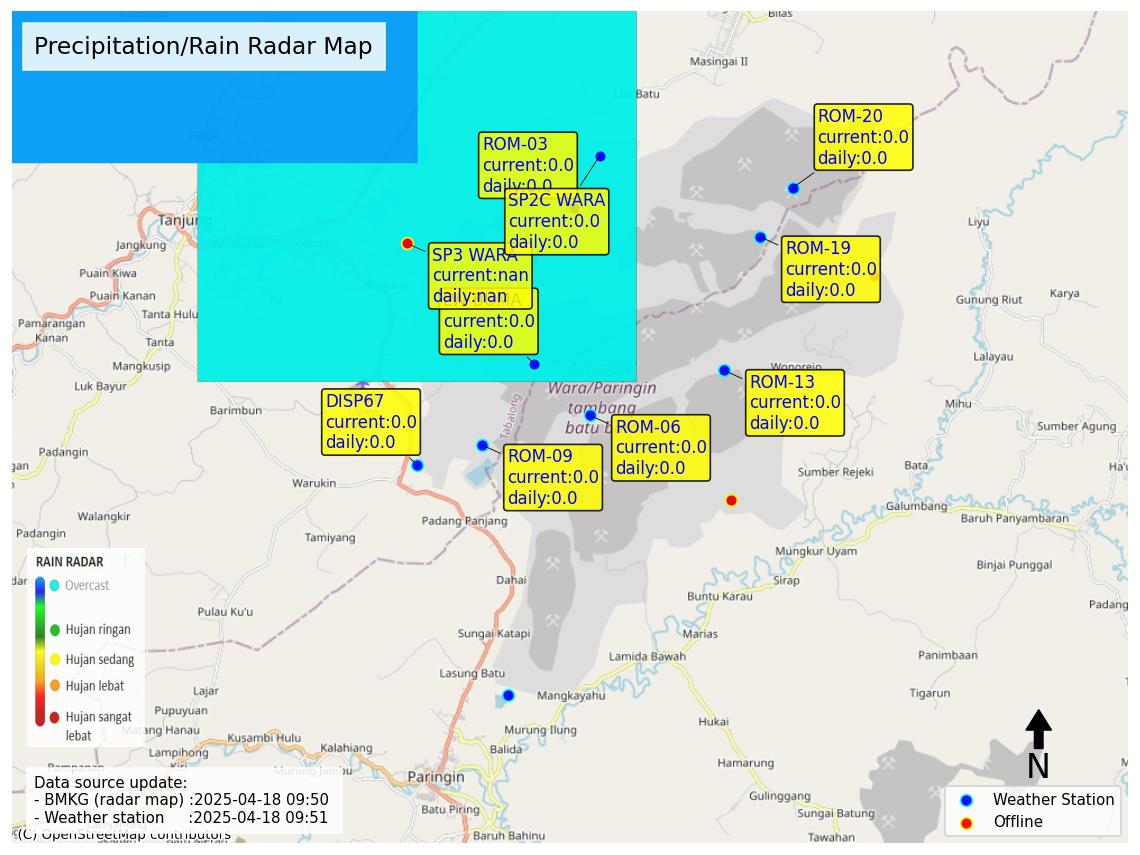 Precipitation/Rain Radar Map
Bilas
Masingai II
Batu
ROM-20
current:0.0
daily:0.0
ROM-03
current:0.0
daily:0.0
SP2C WARA
current:0.0
daily:0.0
Tanjung
Liyu
Jangkung
ROM-19
current:0.0
daily:0.0
SP3 WARA
current:nan
daily:nan
current:0.0
daily:0.0
Puain Kiwa
Puain Kanan
Tanta Hulu
Gunung Riut
Karya
Pamarangan
Kanan
Tanta
Mangkusip
Lalayau
Luk Bayur
Wonorejo
Tutupan
Wara/Paringin
tambang
batu
ROM-13
current:0.0
daily:0.0
Tabalong
DISP67
current:0.0
daily:0.0
Barimbun
Mihu
ROM-06
current:0.0
daily:0.0
Sumber Agung
ROM-09
current:0.0
daily:0.0
Padangin
Bata
Sumber Rejeki
Warukin
Galumbang
Baruh Panyambaran
Walangkir
Padang Panjang
Padangin
Tamiyang
Mungkur Uyam
Binjai Punggal
RAIN RADAR
Overcast
Hujan ringan
Hujan sedang
Hujan lebat
Hujan sangat
lebat
Dahai
Sirap
Buntu Karau
Padang
Pulau Ku'u
Sungai Katapi
Marias
Lamida Bawah
Panimbaan
Lasung Batu
Lajar
Mangkayahu
Tigarun
Pupuyuan
Matang Hanau
Hukai
Murung Ilung
Kusambi Hulu
Kalahiang
Lampihong
Balida
Hamarung
N
Paringin
Murung Jambu
Gulinggang
Batu Piring
Sungai Batung
Baruh Bahinu
Tawahan
Data source update:
- BMKG (radar map) :2025-04-18 09:50
- Weather station :2025-04-18 09:51
(C) OpenStreetMap contributors
Weather Station
Offline